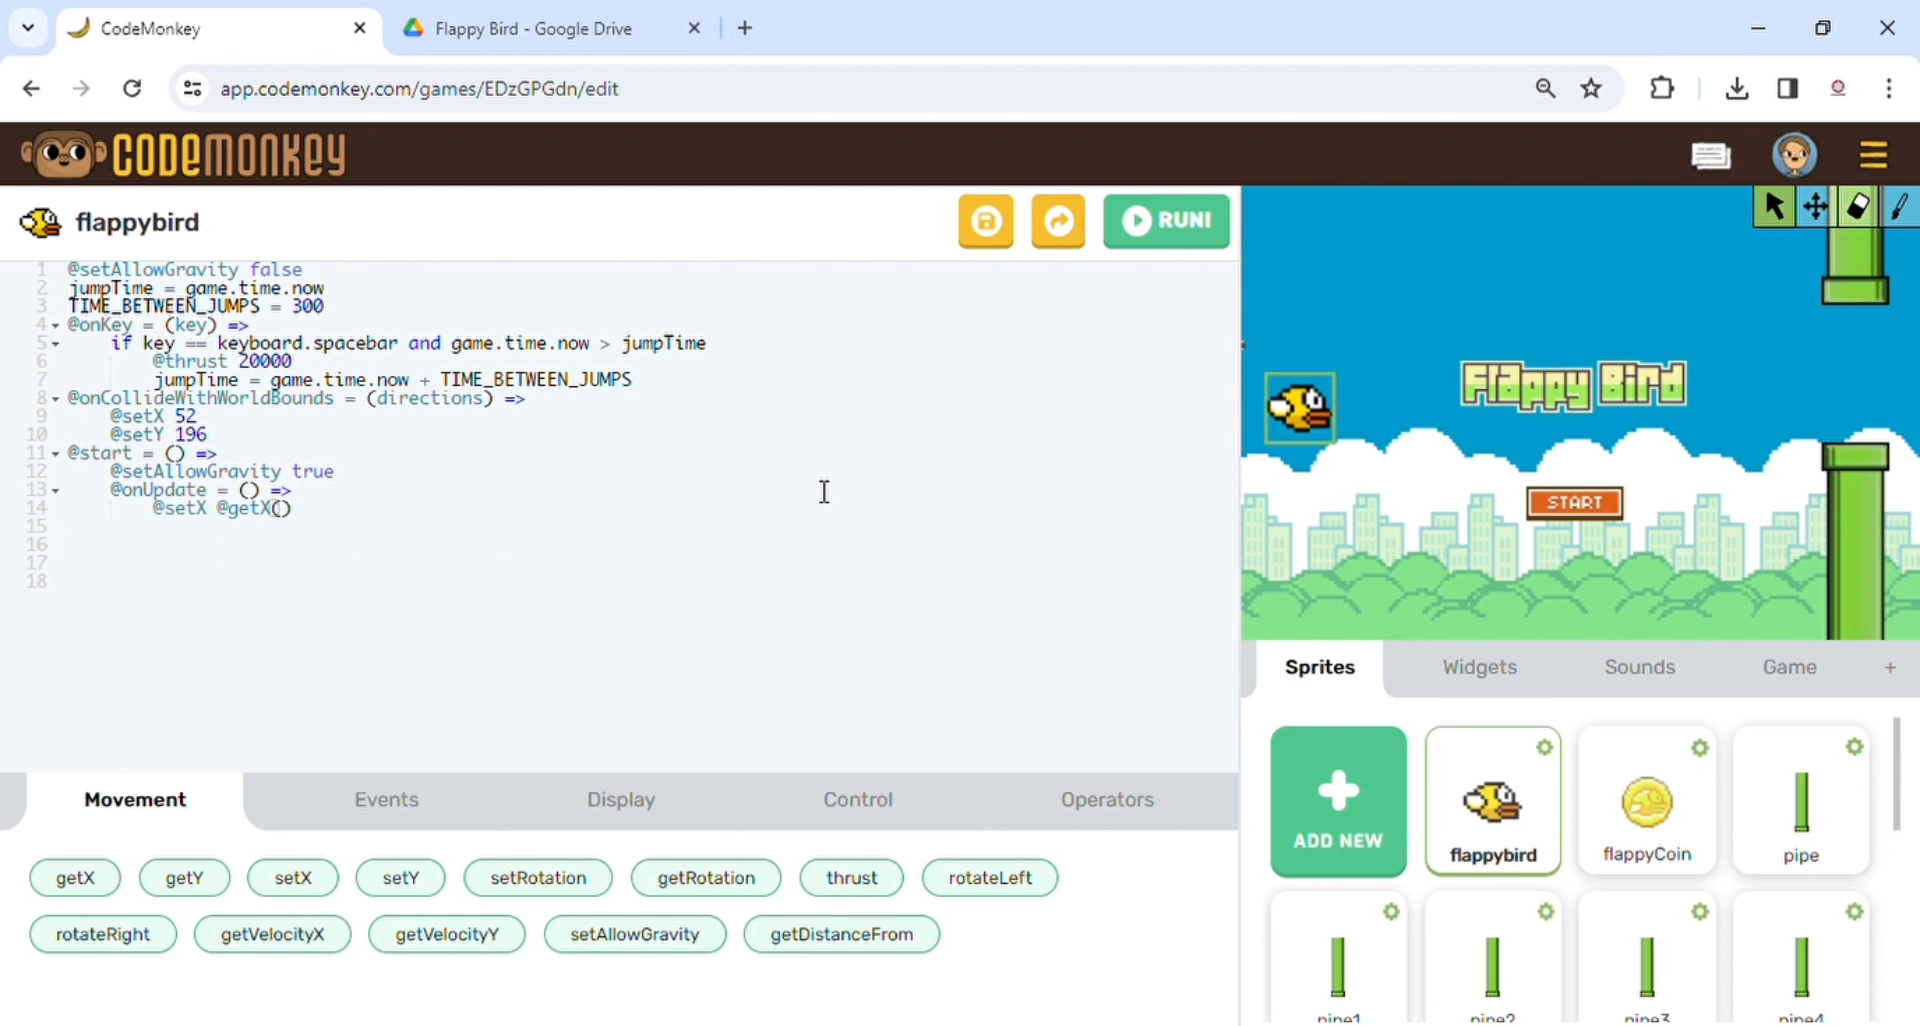 CodeMonkey
Flappy Bird - Google Drive
app.codemonkey.com/games/EDzGPGdn/edit
CODEMONKEY
flappybird
RUN!
1 @setAllowGravity false
2 jumpTime = game.time.now
3 TIME_BETWEEN_JUMPS = 300
4 @onKey = (key) =>
5 if key == keyboard.spacebar and game.time.now > jumpTime
6 @thrust 20000
7 jumpTime = game.time.now + TIME_BETWEEN_JUMPS
8 @onCollideWithWorldBounds = (directions) =>
9 @setX 52
10 @setY 196
11 @start = () =>
12 @setAllowGravity true
13 @onUpdate = () =>
14 @setX @getX()
15
16
17
18
Flappy Bird
START
Sprites Widgets Sounds Game +
ADD NEW
flappybird
flappyCoin
pipe
pipe1
pipe2
pipe3
pipe4
Movement Events Display Control Operators
getX getY setX setY setRotation getRotation thrust rotateLeft
rotateRight getVelocityX getVelocityY setAllowGravity getDistanceFrom